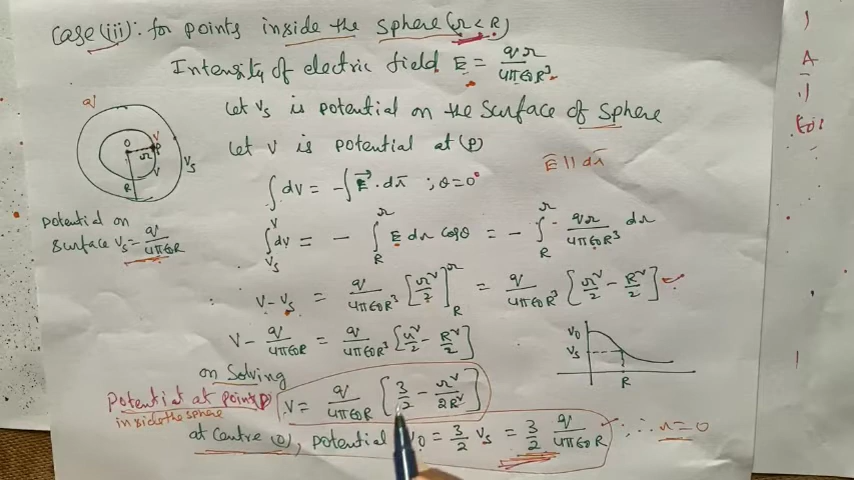 Case(iii): for points inside the sphere (r < R)
Intensity of electric field E = q r / 4πε0R³
Let Vs is potential on the surface of sphere
Let V is potential at (P)
∫dV = -∫E⃗·dr̄ ; θ=0° E̅ ∥ dr̄
q
O r P V
V
R Vs
potential on
surface Vs = q / 4πε0R
∫_{Vs}^{V} dV = - ∫_{R}^{r} E dr cosθ = - ∫_{R}^{r} qr / 4πε0R³ dr
∴ V-Vs = q / 4πε0R³ [r²/2]_{R}^{r} = q / 4πε0R³ [r²/2 - R²/2]
V - q / 4πε0R = q / 4πε0R³ [r²/2 - R²/2]
V0
Vs
R
on Solving
Potential at point(P)
inside the sphere
V = q / 4πε0R [3/2 - r²/2R²]
at Centre (O), potential V0 = 3/2 Vs = 3/2 q / 4πε0R ∵ r=0
A